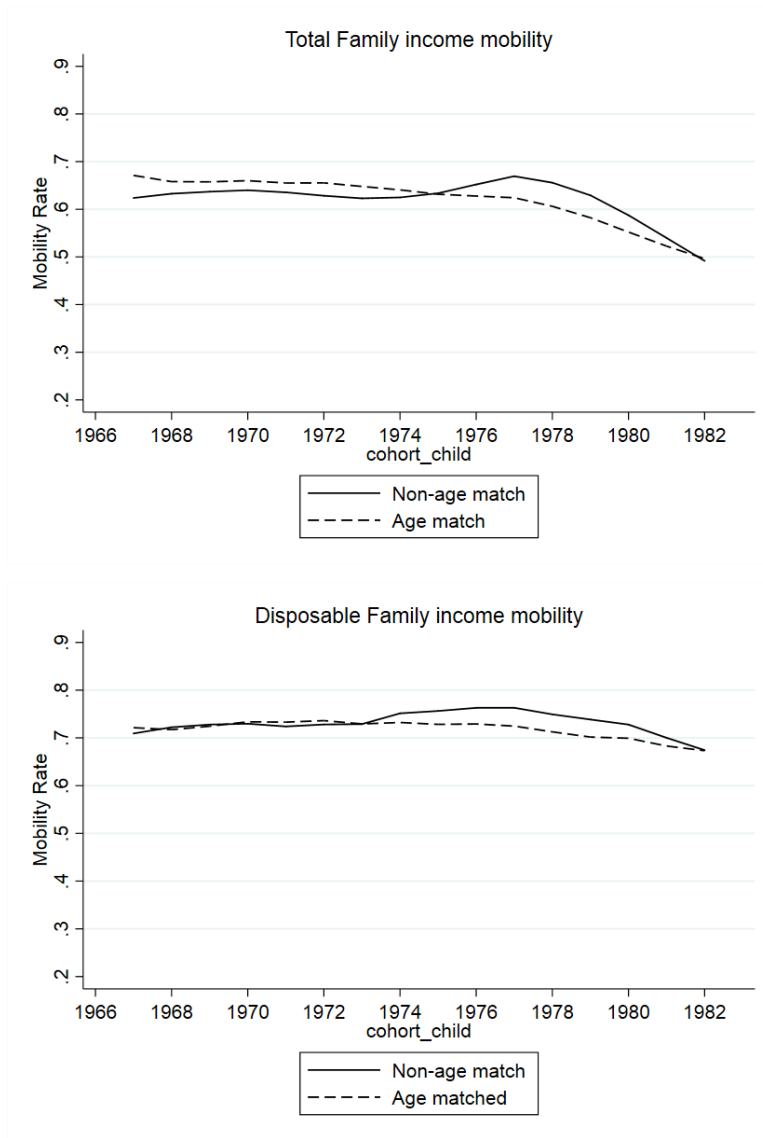 Total Family income mobility
Mobility Rate
.9
.8
.7
.6
.5
.4
.3
.2
1966 1968 1970 1972 1974 1976 1978 1980 1982
cohort_child
Non-age match
Age match
Disposable Family income mobility
Mobility Rate
.9
.8
.7
.6
.5
.4
.3
.2
1966 1968 1970 1972 1974 1976 1978 1980 1982
cohort_child
Non-age match
Age matched